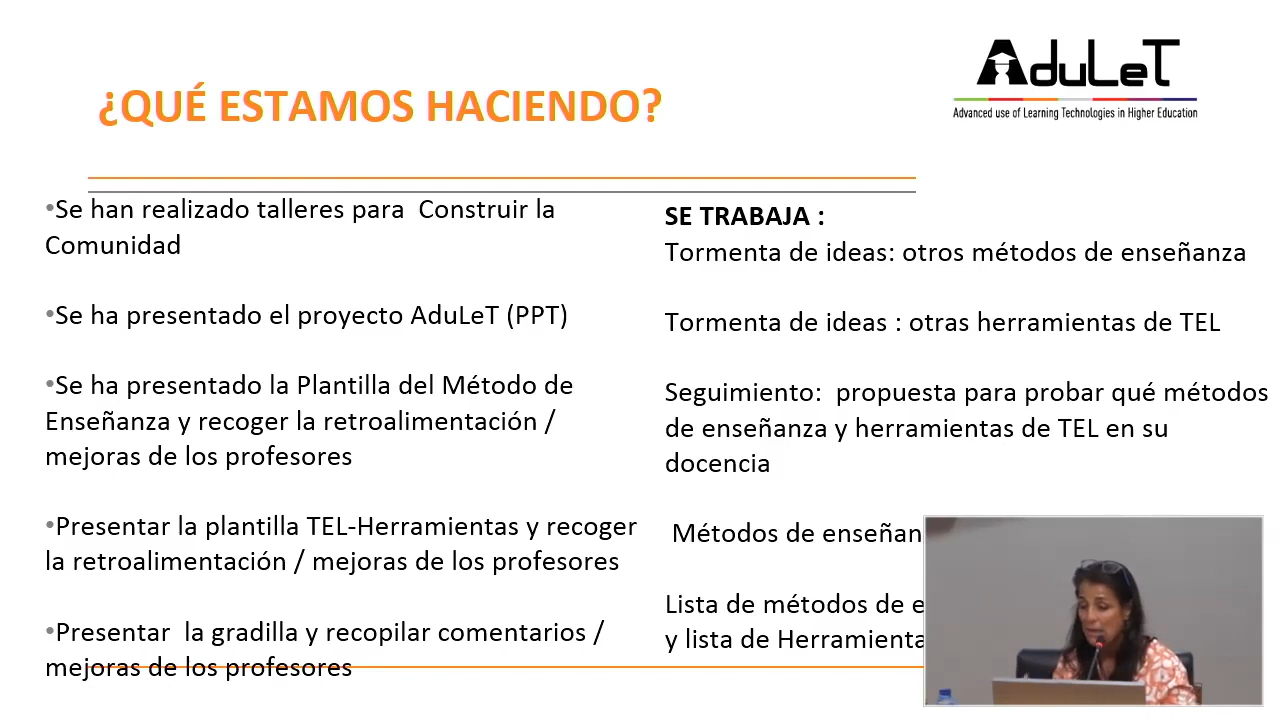 AduLeT
Advanced use of Learning Technologies in Higher Education
¿QUÉ ESTAMOS HACIENDO?
•Se han realizado talleres para Construir la
Comunidad
•Se ha presentado el proyecto AduLeT (PPT)
•Se ha presentado la Plantilla del Método de
Enseñanza y recoger la retroalimentación /
mejoras de los profesores
•Presentar la plantilla TEL-Herramientas y recoger
la retroalimentación / mejoras de los profesores
•Presentar la gradilla y recopilar comentarios /
mejoras de los profesores
SE TRABAJA :
Tormenta de ideas: otros métodos de enseñanza
Tormenta de ideas : otras herramientas de TEL
Seguimiento: propuesta para probar qué métodos
de enseñanza y herramientas de TEL en su
docencia
Métodos de enseñan
Lista de métodos de e
y lista de Herramienta